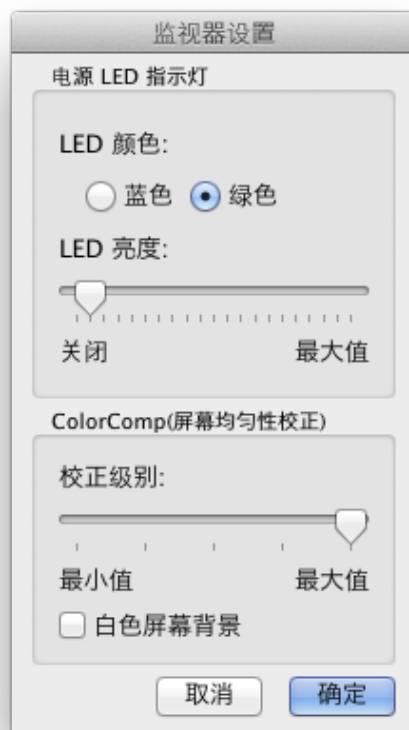 监视器设置
电源 LED 指示灯
LED 颜色:
蓝色 绿色
LED 亮度:
关闭 最大值
ColorComp(屏幕均匀性校正)
校正级别:
最小值 最大值
白色屏幕背景
取消 确定